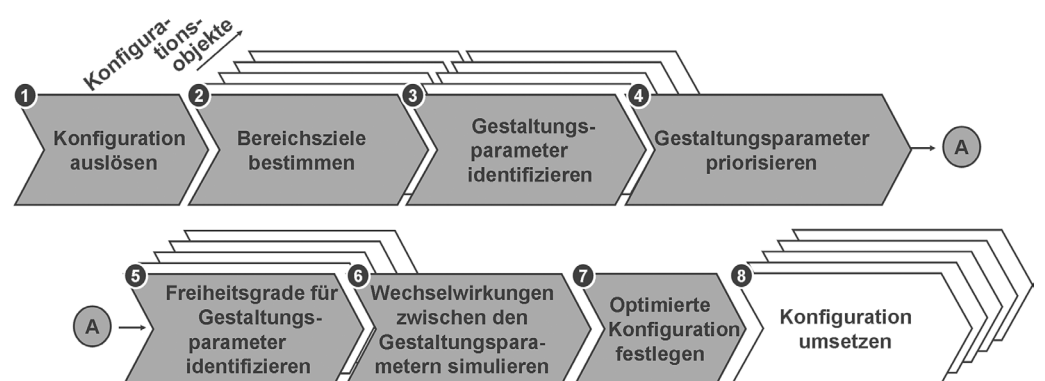 Konfigura-
tions-
objekte
1
Konfiguration
auslösen
2
Bereichsziele
bestimmen
3
Gestaltungs-
parameter
identifizieren
4
Gestaltungsparameter
priorisieren
A
A
5
Freiheitsgrade für
Gestaltungs-
parameter
identifizieren
6
Wechselwirkungen
zwischen den
Gestaltungspara-
metern simulieren
7
Optimierte
Konfiguration
festlegen
8
Konfiguration
umsetzen